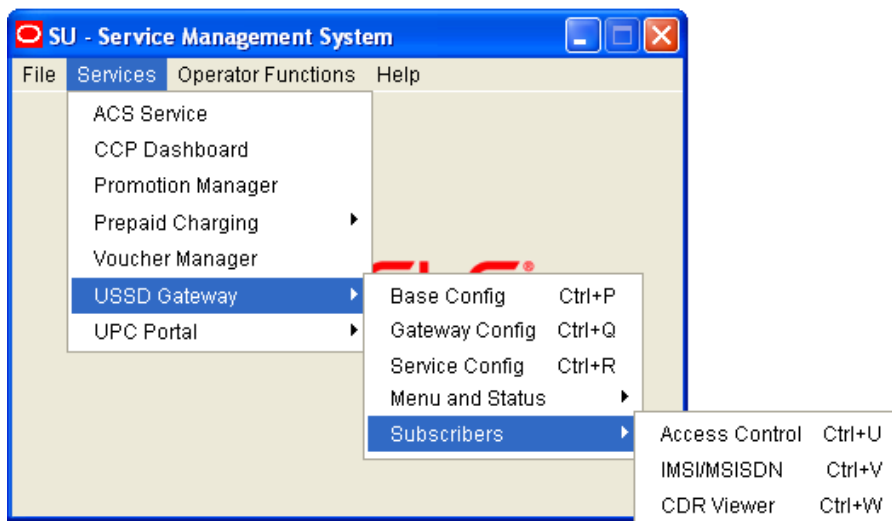 SU - Service Management System
File Services Operator Functions Help
ACS Service
CCP Dashboard
Promotion Manager
Prepaid Charging
Voucher Manager
USSD Gateway
UPC Portal
Base Config Ctrl+P
Gateway Config Ctrl+Q
Service Config Ctrl+R
Menu and Status
Subscribers
Access Control Ctrl+U
IMSI/MSISDN Ctrl+V
CDR Viewer Ctrl+W